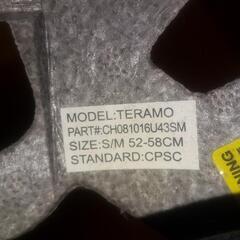 MODEL:TERAMO
PART#:CH081016U43SM
SIZE:S/M 52-58CM
STANDARD:CPSC